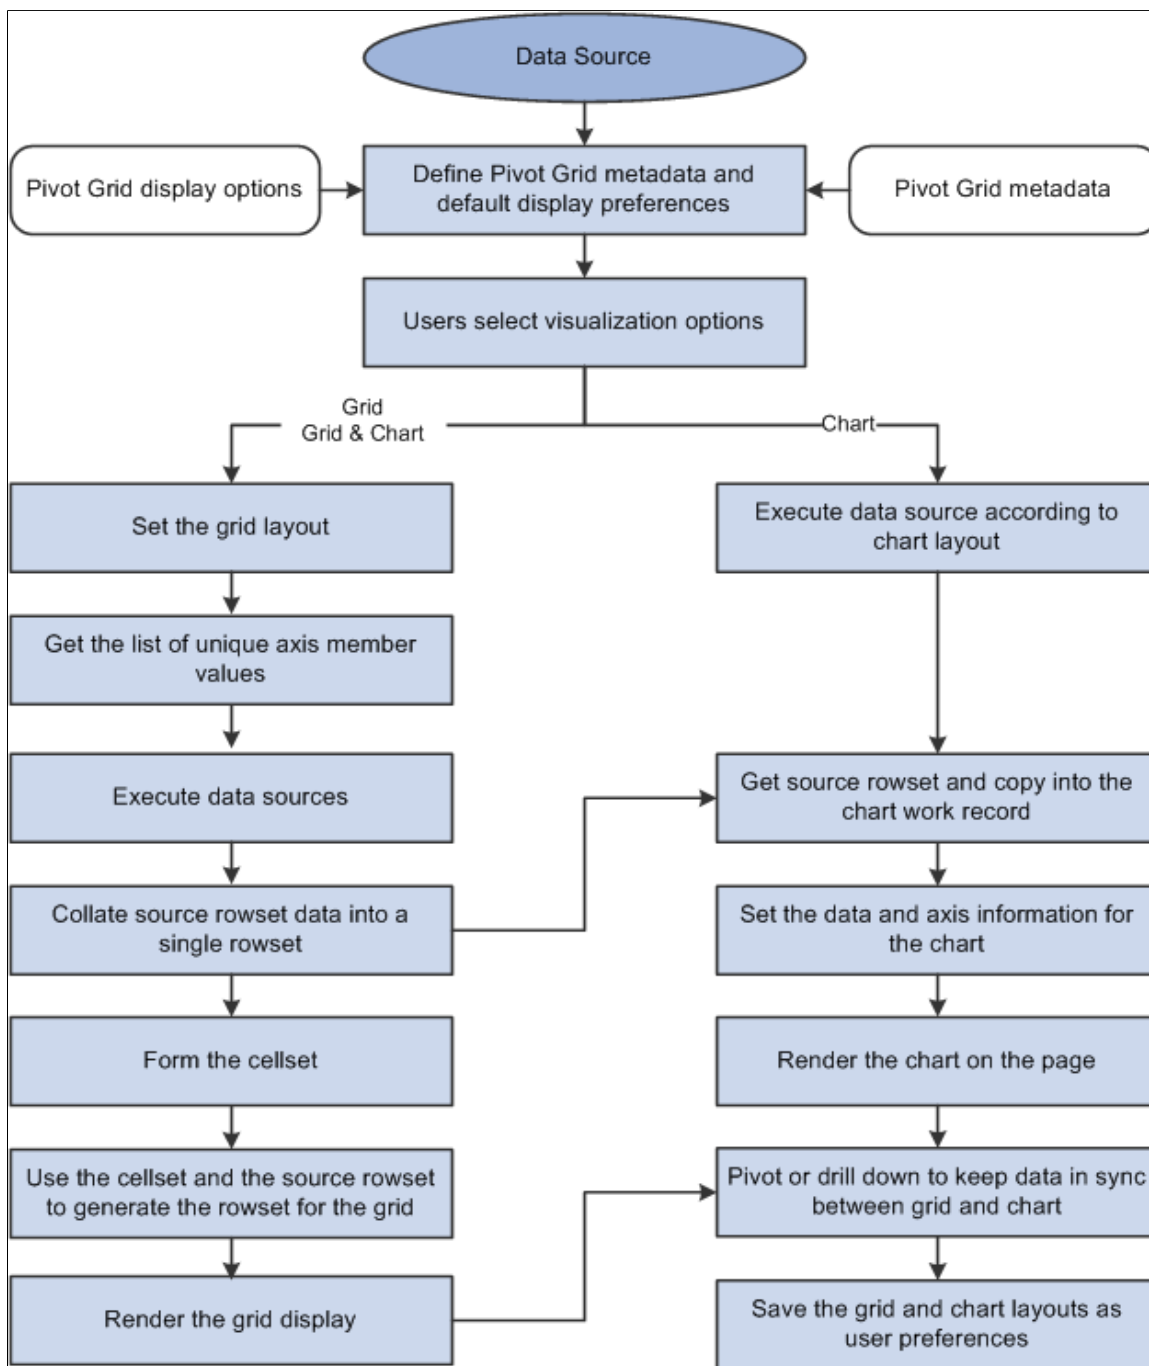 Data Source
Pivot Grid display options
Define Pivot Grid metadata and
default display preferences
Pivot Grid metadata
Users select visualization options
Grid
Grid & Chart
Chart
Set the grid layout
Execute data source according to
chart layout
Get the list of unique axis member
values
Execute data sources
Get source rowset and copy into the
chart work record
Collate source rowset data into a
single rowset
Set the data and axis information for
the chart
Form the cellset
Render the chart on the page
Use the cellset and the source rowset
to generate the rowset for the grid
Pivot or drill down to keep data in sync
between grid and chart
Render the grid display
Save the grid and chart layouts as
user preferences